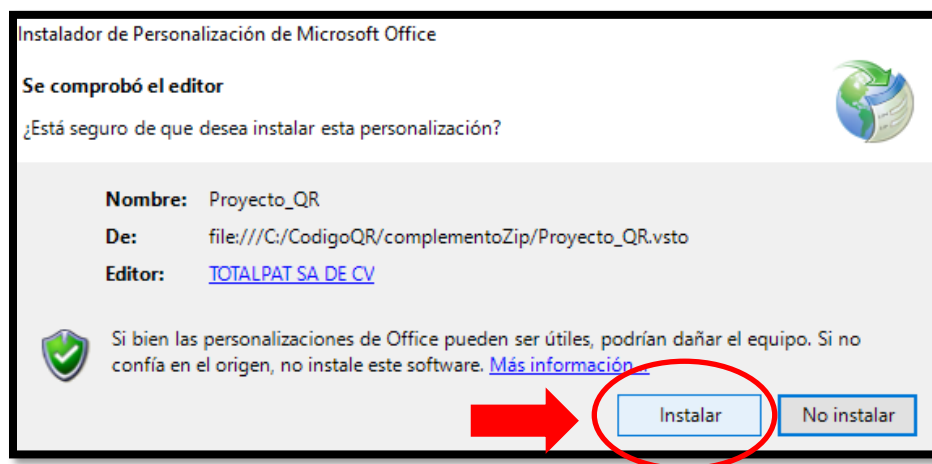 Instalador de Personalización de Microsoft Office
Se comprobó el editor
¿Está seguro de que desea instalar esta personalización?
Nombre: Proyecto_QR
De: file:///C:/CodigoQR/complementoZip/Proyecto_QR.vsto
Editor: TOTALPAT SA DE CV
Si bien las personalizaciones de Office pueden ser útiles, podrían dañar el equipo. Si no
confía en el origen, no instale este software. Más información...
Instalar No instalar